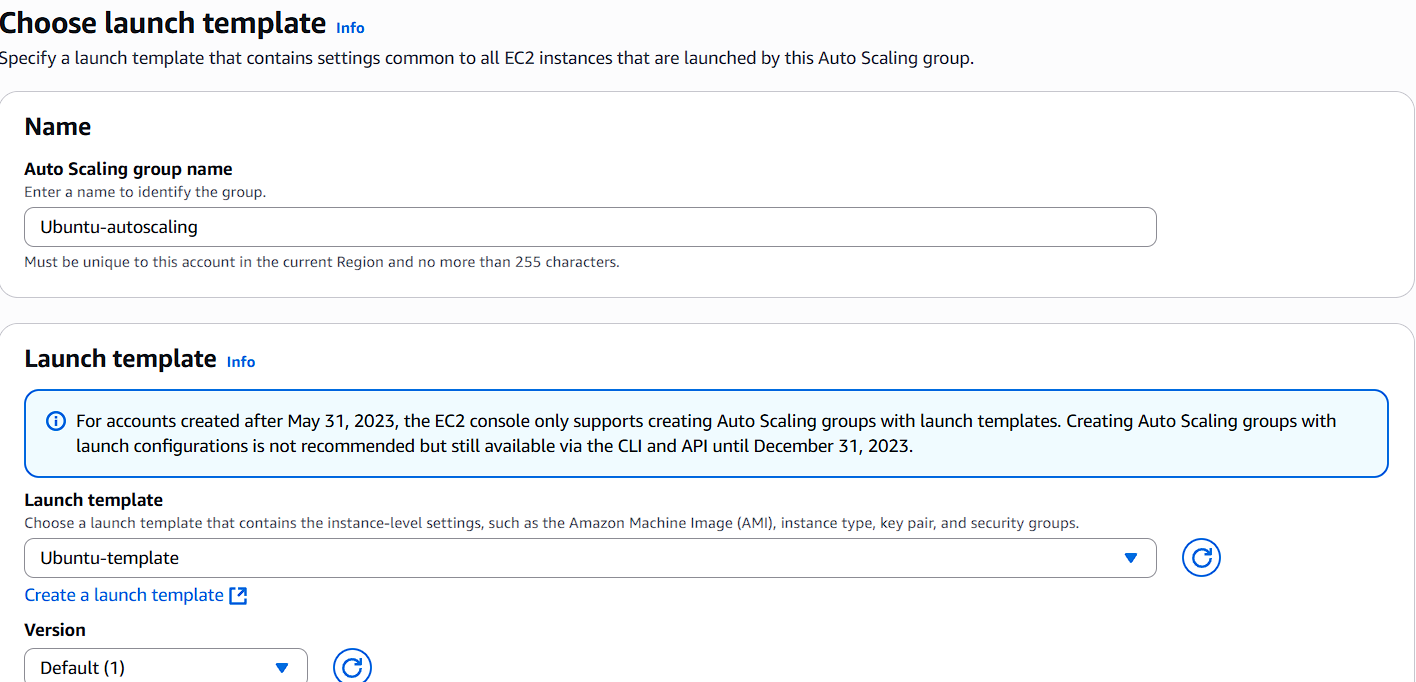 Choose launch template Info
Specify a launch template that contains settings common to all EC2 instances that are launched by this Auto Scaling group.
Name
Auto Scaling group name
Enter a name to identify the group.
Ubuntu-autoscaling
Must be unique to this account in the current Region and no more than 255 characters.
Launch template Info
For accounts created after May 31, 2023, the EC2 console only supports creating Auto Scaling groups with launch templates. Creating Auto Scaling groups with
launch configurations is not recommended but still available via the CLI and API until December 31, 2023.
Launch template
Choose a launch template that contains the instance-level settings, such as the Amazon Machine Image (AMI), instance type, key pair, and security groups.
Ubuntu-template
Create a launch template
Version
Default (1)